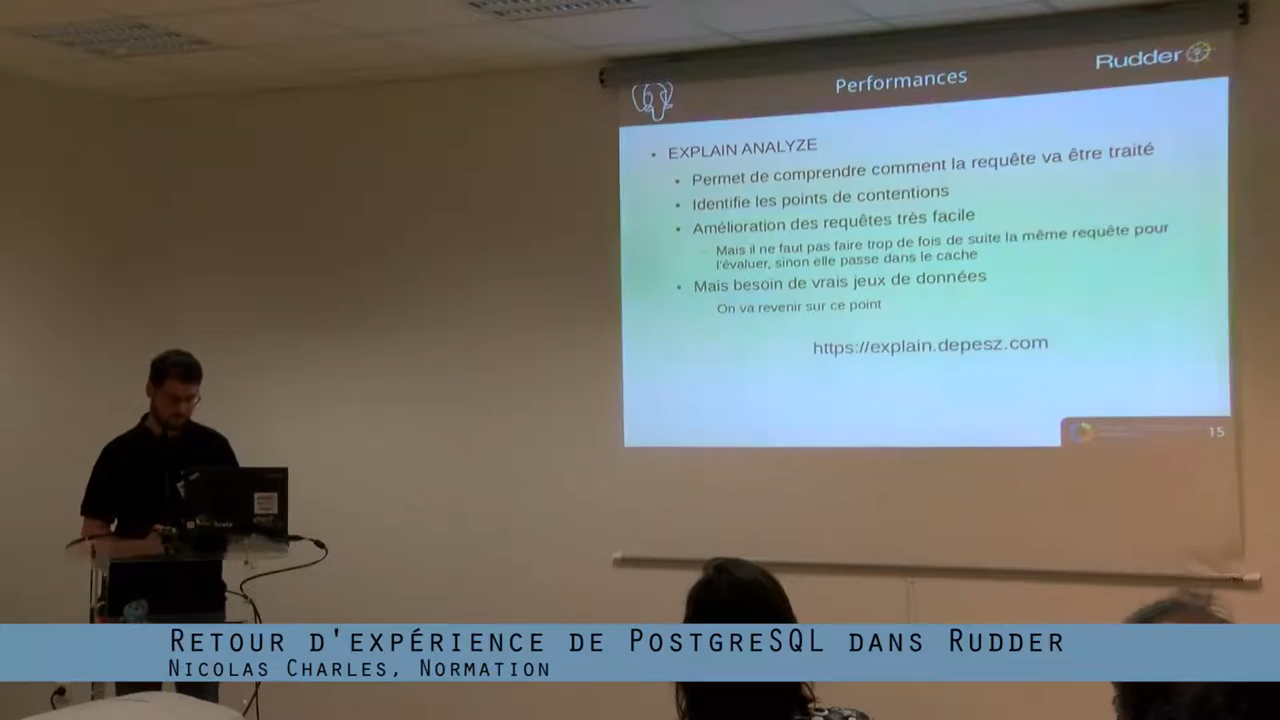 Performances
Rudder
EXPLAIN ANALYZE
Permet de comprendre comment la requête va être traité
Identifie les points de contentions
Amélioration des requêtes très facile
Mais il ne faut pas faire trop de fois de suite la même requête pour
l'évaluer, sinon elle passe dans le cache
Mais besoin de vrais jeux de données
On va revenir sur ce point
https://explain.depesz.com
15
RETOUR D'EXPÉRIENCE DE POSTGRESQL DANS RUDDER
NICOLAS CHARLES, NORMATION